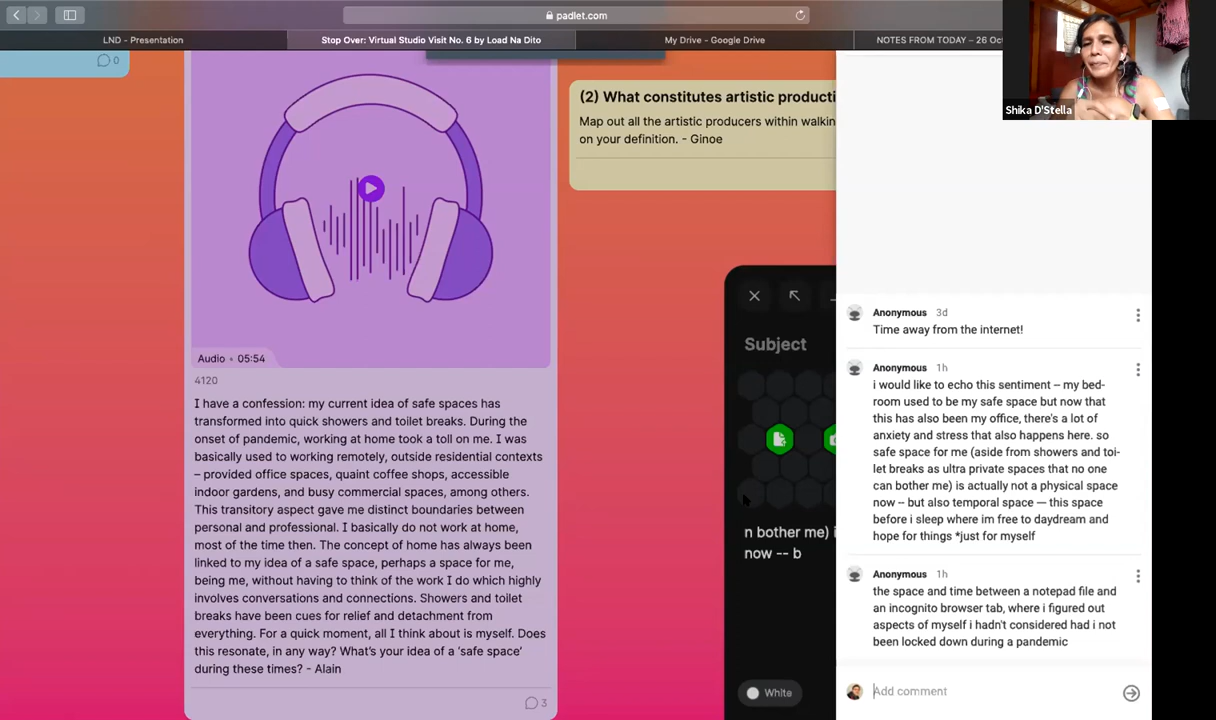 padlet.com
LND - Presentation
Stop Over: Virtual Studio Visit No. 6 by Load Na Dito
My Drive - Google Drive
NOTES FROM TODAY – 26 Oct
Shika D'Stella
0
Audio • 05:54
4120
I have a confession: my current idea of safe spaces has
transformed into quick showers and toilet breaks. During the
onset of pandemic, working at home took a toll on me. I was
basically used to working remotely, outside residential contexts
– provided office spaces, quaint coffee shops, accessible
indoor gardens, and busy commercial spaces, among others.
This transitory aspect gave me distinct boundaries between
personal and professional. I basically do not work at home,
most of the time then. The concept of home has always been
linked to my idea of a safe space, perhaps a space for me,
being me, without having to think of the work I do which highly
involves conversations and connections. Showers and toilet
breaks have been cues for relief and detachment from
everything. For a quick moment, all I think about is myself. Does
this resonate, in any way? What's your idea of a 'safe space'
during these times? - Alain
3
(2) What constitutes artistic producti
Map out all the artistic producers within walkin
on your definition. - Ginoe
Subject
n bother me) i
now -- b
White
Anonymous 3d
Time away from the internet!
Anonymous 1h
i would like to echo this sentiment -- my bed-
room used to be my safe space but now that
this has also been my office, there's a lot of
anxiety and stress that also happens here. so
safe space for me (aside from showers and toi-
let breaks as ultra private spaces that no one
can bother me) is actually not a physical space
now -- but also temporal space — this space
before i sleep where im free to daydream and
hope for things *just for myself
Anonymous 1h
the space and time between a notepad file and
an incognito browser tab, where i figured out
aspects of myself i hadn't considered had i not
been locked down during a pandemic
Add comment